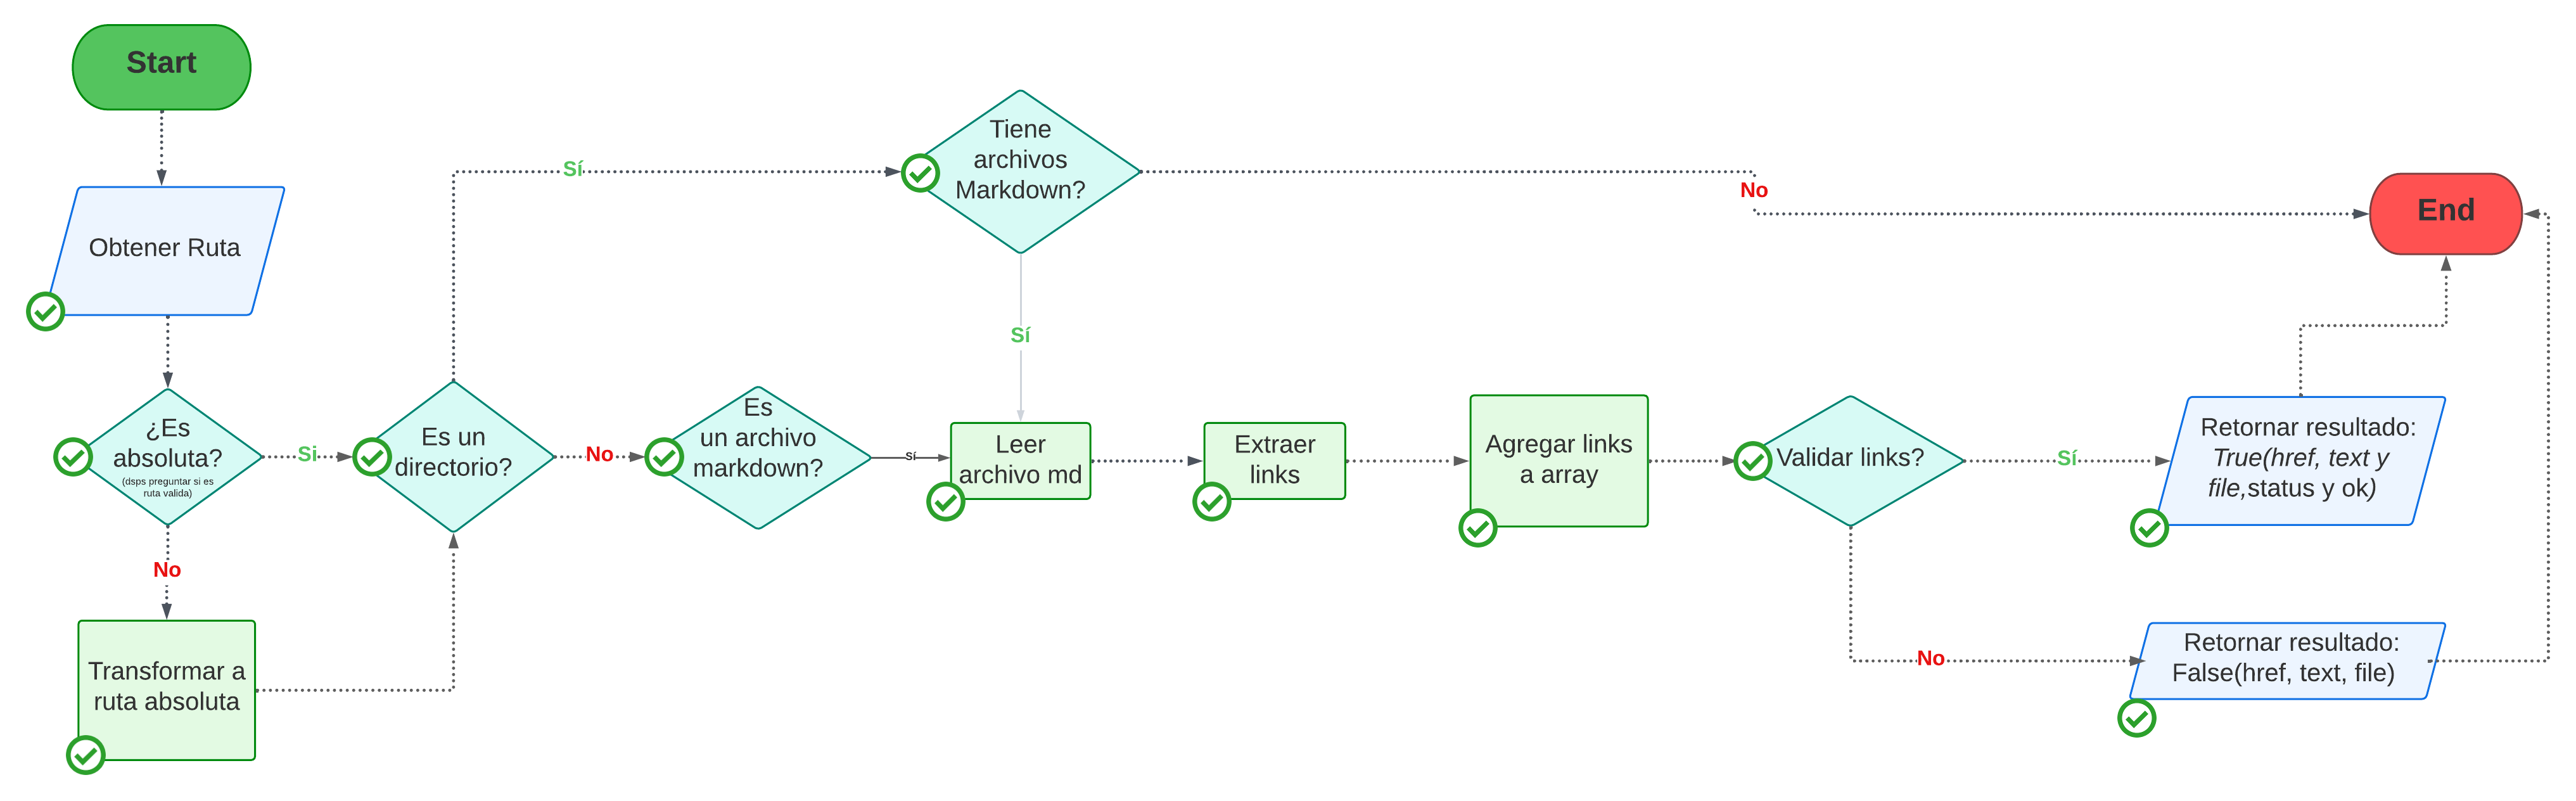 Start
Obtener Ruta
¿Es
absoluta?
(dsps preguntar si es
ruta valida)
Si
No
Transformar a
ruta absoluta
Es un
directorio?
Sí
No
Tiene
archivos
Markdown?
No
Sí
Es
un archivo
markdown?
Sí
Leer
archivo md
Extraer
links
Agregar links
a array
Validar links?
Sí
No
Retornar resultado:
True(href, text y
file,status y ok)
Retornar resultado:
False(href, text, file)
End